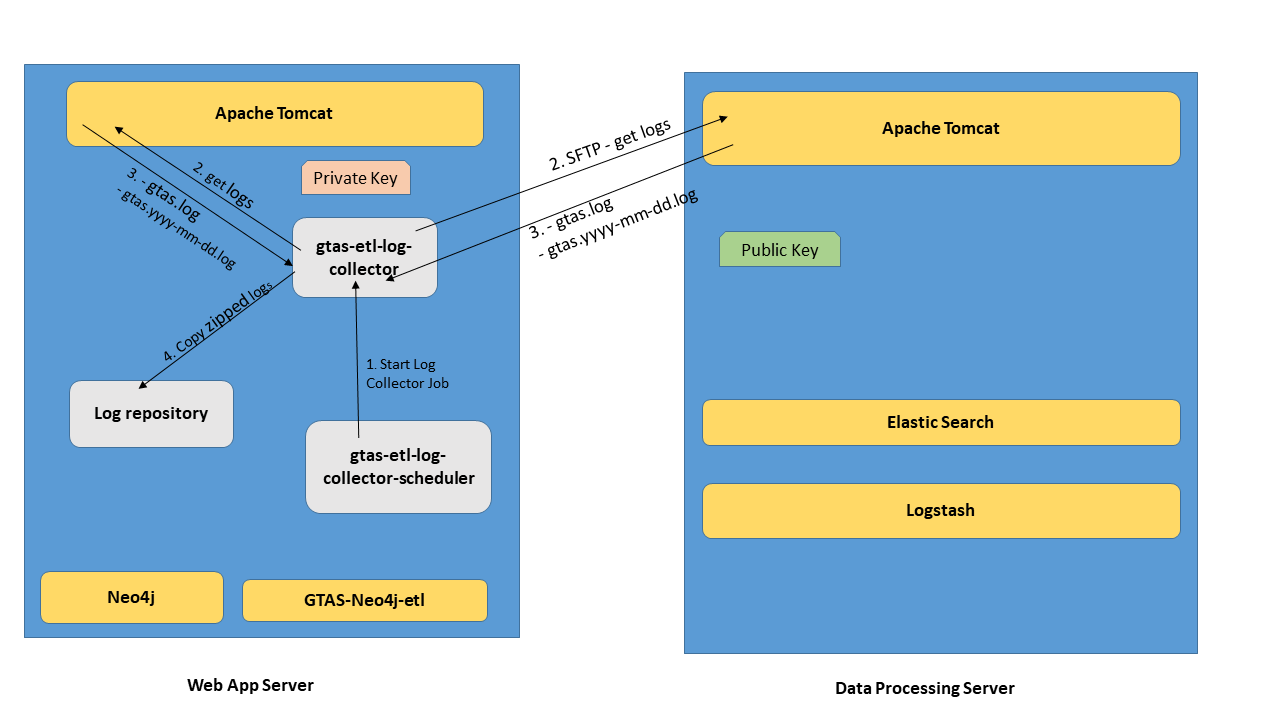 Apache Tomcat
2. get logs
3. - gtas.log
- gtas.yyyy-mm-dd.log
Private Key
gtas-etl-log-
collector
4. Copy zipped logs
1. Start Log
Collector Job
Log repository
gtas-etl-log-
collector-scheduler
Neo4j
GTAS-Neo4j-etl
Web App Server
2. SFTP - get logs
3. - gtas.log
- gtas.yyyy-mm-dd.log
Apache Tomcat
Public Key
Elastic Search
Logstash
Data Processing Server